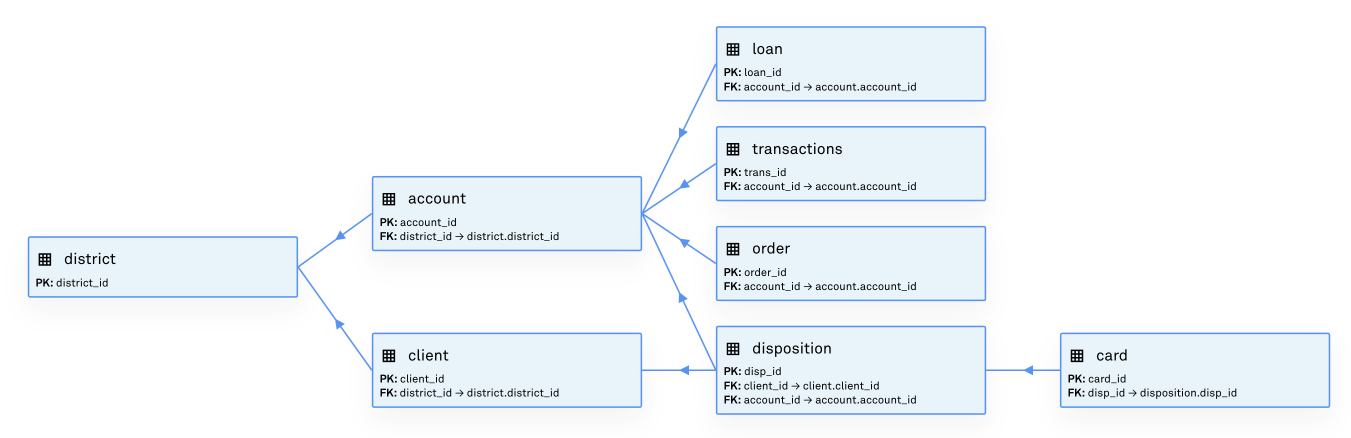 district
PK: district_id
account
PK: account_id
FK: district_id → district.district_id
client
PK: client_id
FK: district_id → district.district_id
loan
PK: loan_id
FK: account_id → account.account_id
transactions
PK: trans_id
FK: account_id → account.account_id
order
PK: order_id
FK: account_id → account.account_id
disposition
PK: disp_id
FK: client_id → client.client_id
FK: account_id → account.account_id
card
PK: card_id
FK: disp_id → disposition.disp_id